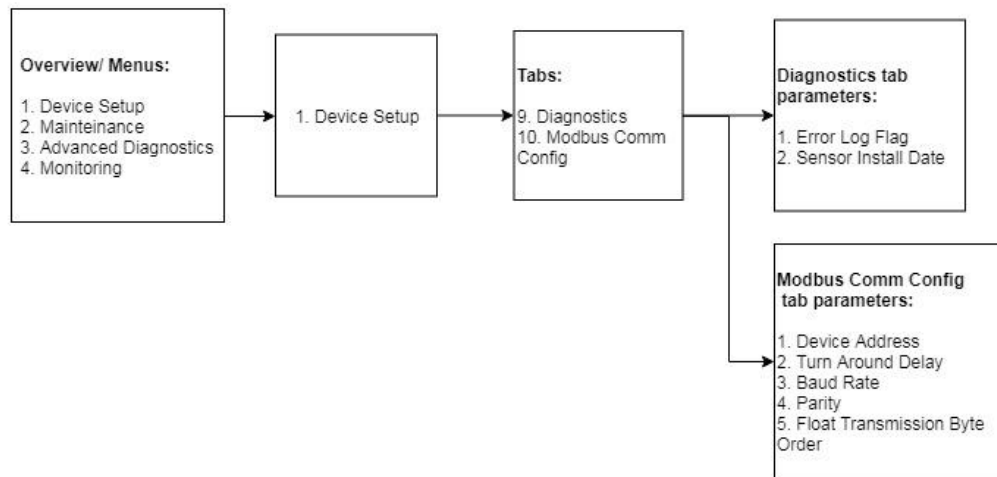 Overview/ Menus:
1. Device Setup
2. Mainteinance
3. Advanced Diagnostics
4. Monitoring
1. Device Setup
Tabs:
9. Diagnostics
10. Modbus Comm
Config
Diagnostics tab
parameters:
1. Error Log Flag
2. Sensor Install Date
Modbus Comm Config
tab parameters:
1. Device Address
2. Turn Around Delay
3. Baud Rate
4. Parity
5. Float Transmission Byte
Order